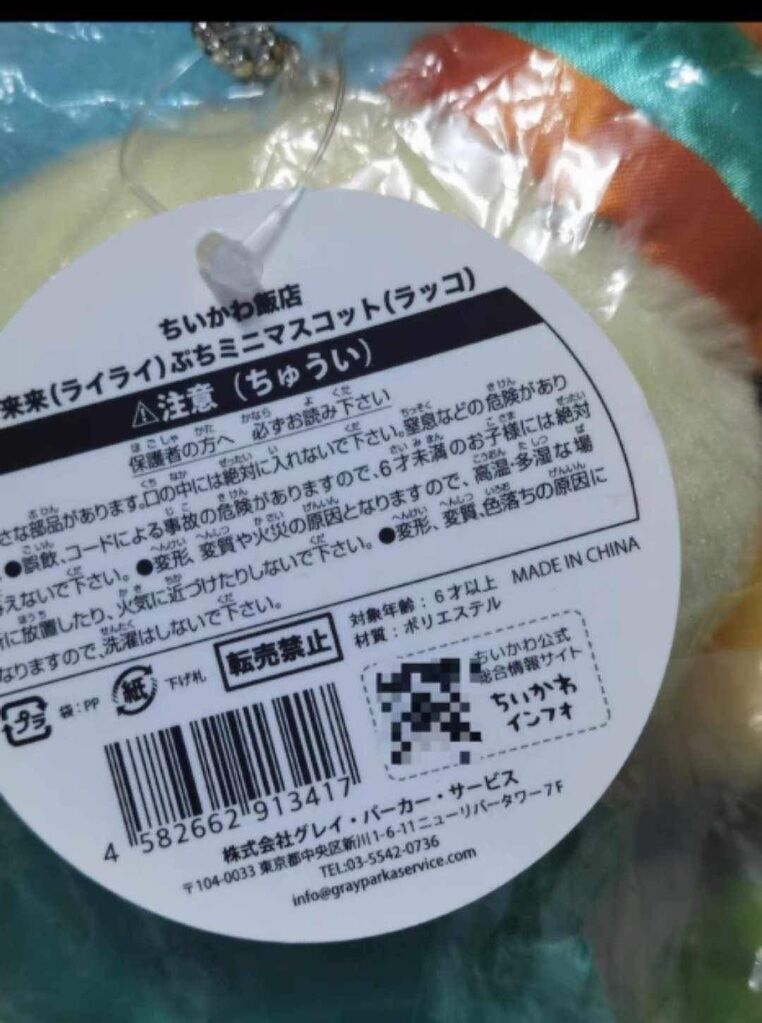 ちいかわ飯店
来来(ライライ)ぷちミニマスコット(ラッコ)
⚠注意(ちゅうい)
保護者の方へ 必ずお読み下さい
さな部品があります。口の中には絶対に入れないで下さい。窒息などの危険があり
●誤飲、コードによる事故の危険がありますので、6才未満のお子様には絶対
えないで下さい。●変形、変質や火災の原因となりますので、高温・多湿な場
所に放置したり、火気に近づけたりしないで下さい。●変形、変質、色落ちの原因に
なりますので、洗濯はしないで下さい。
対象年齢:6才以上 MADE IN CHINA
材質:ポリエステル
プラ 袋:PP 紙 下げ札 転売禁止
ちいかわ公式
総合情報サイト
ちいかわ
インフォ
4 582662 913417
株式会社グレイ・パーカー・サービス
〒104-0033 東京都中央区新川1-6-11 ニューリバータワー7F
TEL:03-5542-0736
info@grayparkaservice.com